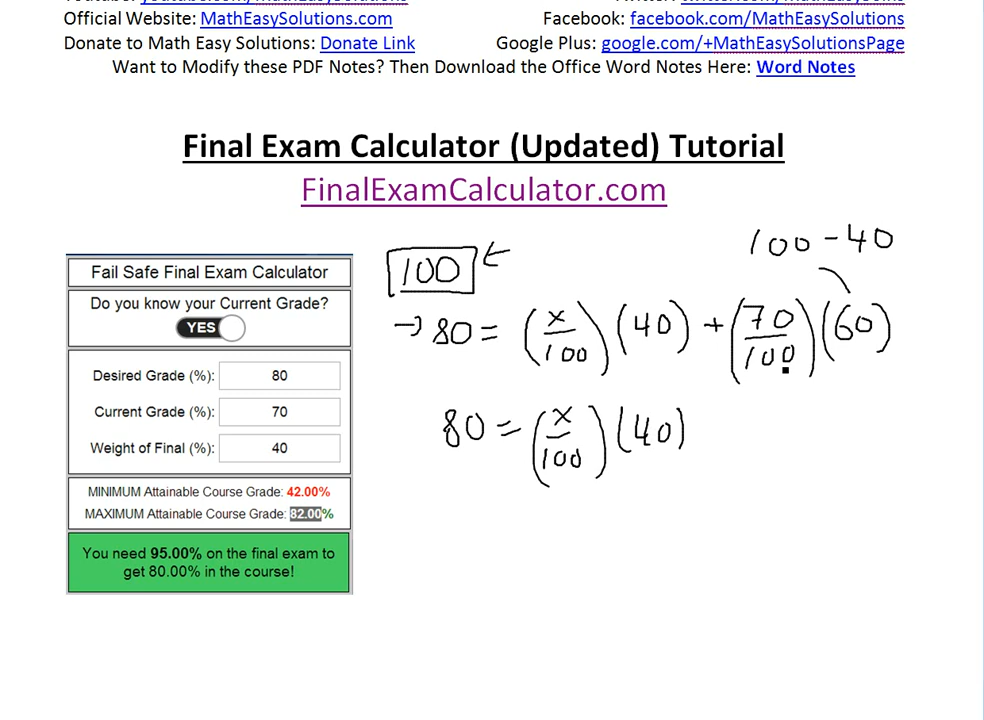 Official Website: MathEasySolutions.com Facebook: facebook.com/MathEasySolutions
Donate to Math Easy Solutions: Donate Link Google Plus: google.com/+MathEasySolutionsPage
Want to Modify these PDF Notes? Then Download the Office Word Notes Here: Word Notes
Final Exam Calculator (Updated) Tutorial
FinalExamCalculator.com
Fail Safe Final Exam Calculator
Do you know your Current Grade?
YES
Desired Grade (%): 80
Current Grade (%): 70
Weight of Final (%): 40
MINIMUM Attainable Course Grade: 42.00%
MAXIMUM Attainable Course Grade: 82.00%
You need 95.00% on the final exam to
get 80.00% in the course!
100 - 40
100 ←
→ 80 = (x/100)(40) + (70/100)(60)
80 = (x/100)(40)